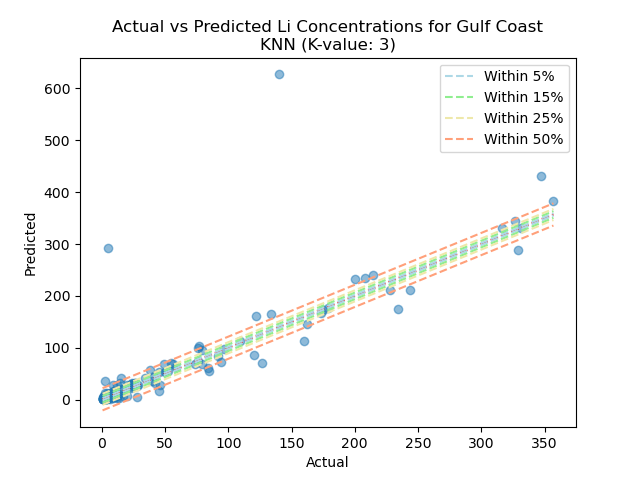 Actual vs Predicted Li Concentrations for Gulf Coast
KNN (K-value: 3)
Within 5%
Within 15%
Within 25%
Within 50%
600
500
400
300
200
100
0
Predicted
0 50 100 150 200 250 300 350
Actual